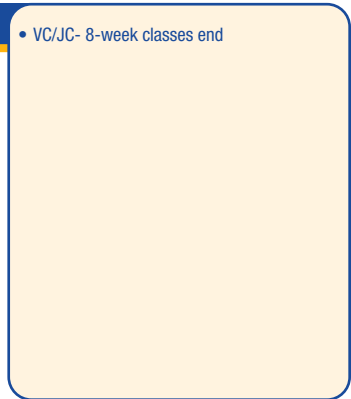 • VC/JC- 8-week classes end